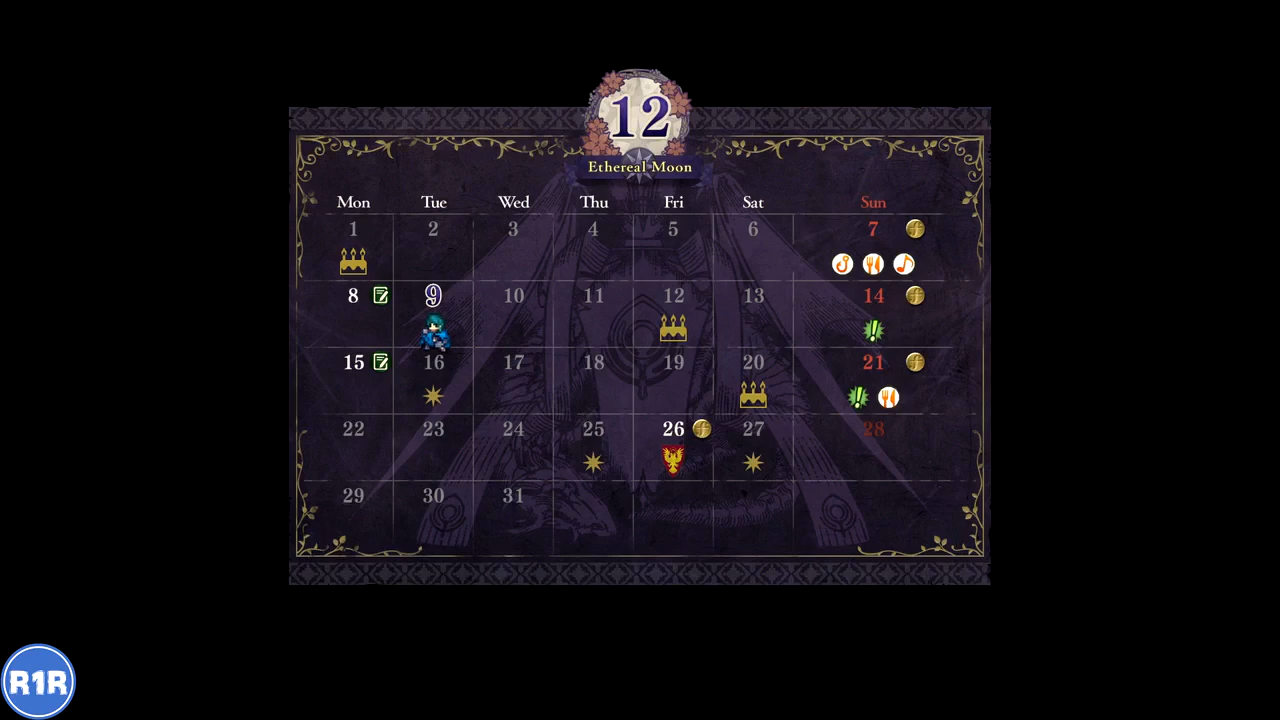 12
Ethereal Moon
Mon Tue Wed Thu Fri Sat Sun
1 2 3 4 5 6 7
8 9 10 11 12 13 14
15 16 17 18 19 20 21
22 23 24 25 26 27 28
29 30 31
R1R